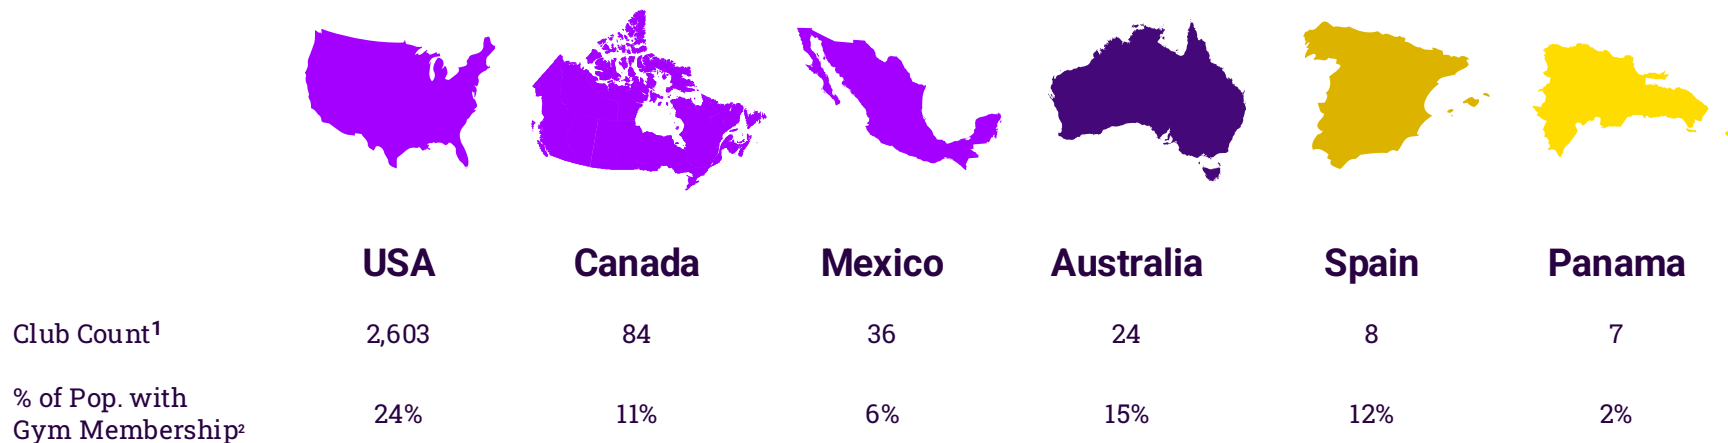 USA Canada Mexico Australia Spain Panama
Club Count¹ 2,603 84 36 24 8 7
% of Pop. with
Gym Membership² 24% 11% 6% 15% 12% 2%